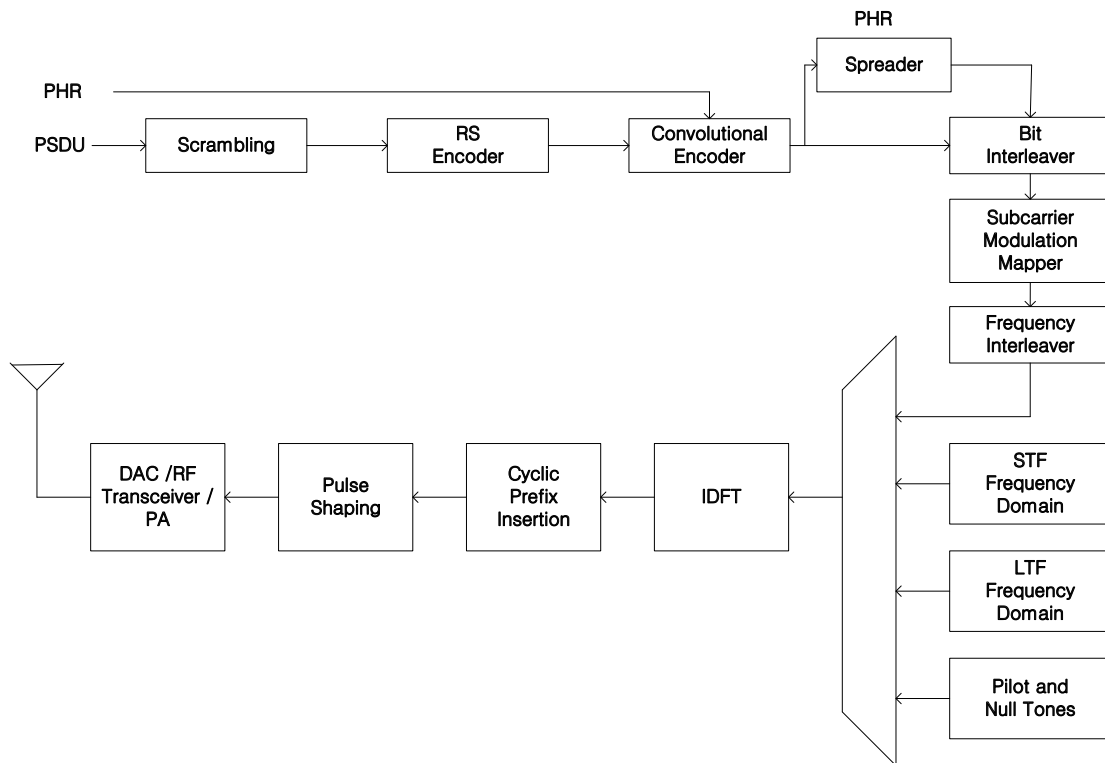 PHR
Spreader
PHR
PSDU
Scrambling
RS
Encoder
Convolutional
Encoder
Bit
Interleaver
Subcarrier
Modulation
Mapper
Frequency
Interleaver
DAC /RF
Transceiver /
PA
Pulse
Shaping
Cyclic
Prefix
Insertion
IDFT
STF
Frequency
Domain
LTF
Frequency
Domain
Pilot and
Null Tones